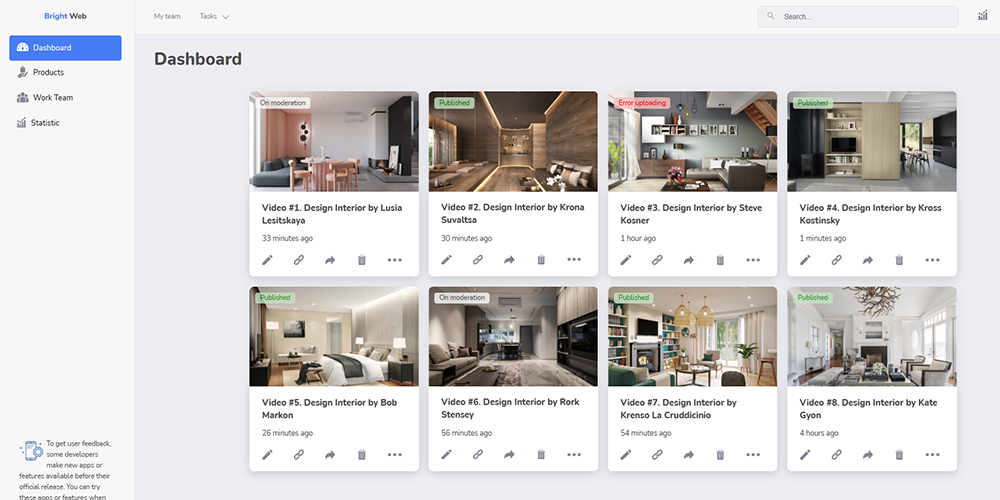 Bright Web
My team
Tasks
Search...
Dashboard
Products
Work Team
Statistic
To get user feedback,
some developers
make new apps or
features available before their
official release. You can try
these apps or features when
Dashboard
On moderation
Video #1. Design Interior by Lusia
Lesitskaya
33 minutes ago
Published
Video #2. Design Interior by Krona
Suvaltsa
30 minutes ago
Error uploading
Video #3. Design Interior by Steve
Kosner
1 hour ago
Published
Video #4. Design Interior by Kross
Kostinsky
1 minutes ago
Published
Video #5. Design Interior by Bob
Markon
26 minutes ago
On moderation
Video #6. Design Interior by Rork
Stensey
56 minutes ago
Published
Video #7. Design Interior by
Krenso La Cruddicinio
54 minutes ago
Published
Video #8. Design Interior by Kate
Gyon
4 hours ago